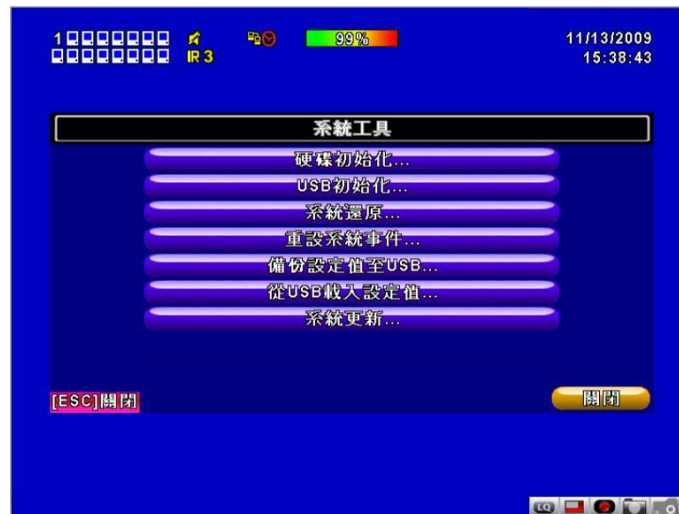 1 99% 11/13/2009
IR 3 15:38:43
系統工具
硬碟初始化...
USB初始化...
系統還原...
重設系統事件...
備份設定值至USB...
從USB載入設定值...
系統更新...
[ESC]關閉
關閉
LQ